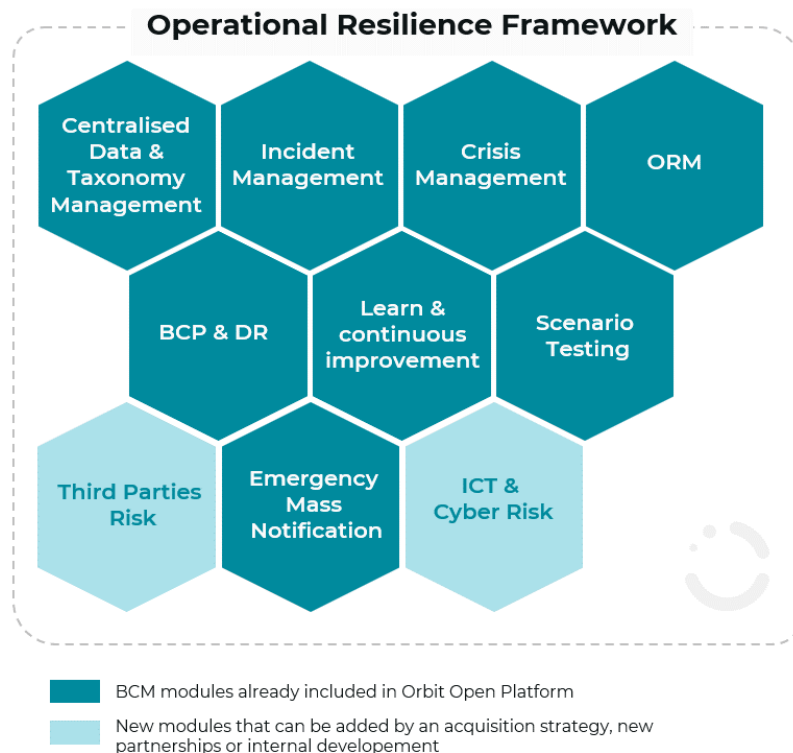 Operational Resilience Framework
Centralised
Data &
Taxonomy
Management
Incident
Management
Crisis
Management
ORM
BCP & DR
Learn &
continuous
improvement
Scenario
Testing
Third Parties
Risk
Emergency
Mass
Notification
ICT &
Cyber Risk
BCM modules already included in Orbit Open Platform
New modules that can be added by an acquisition strategy, new
partnerships or internal developement